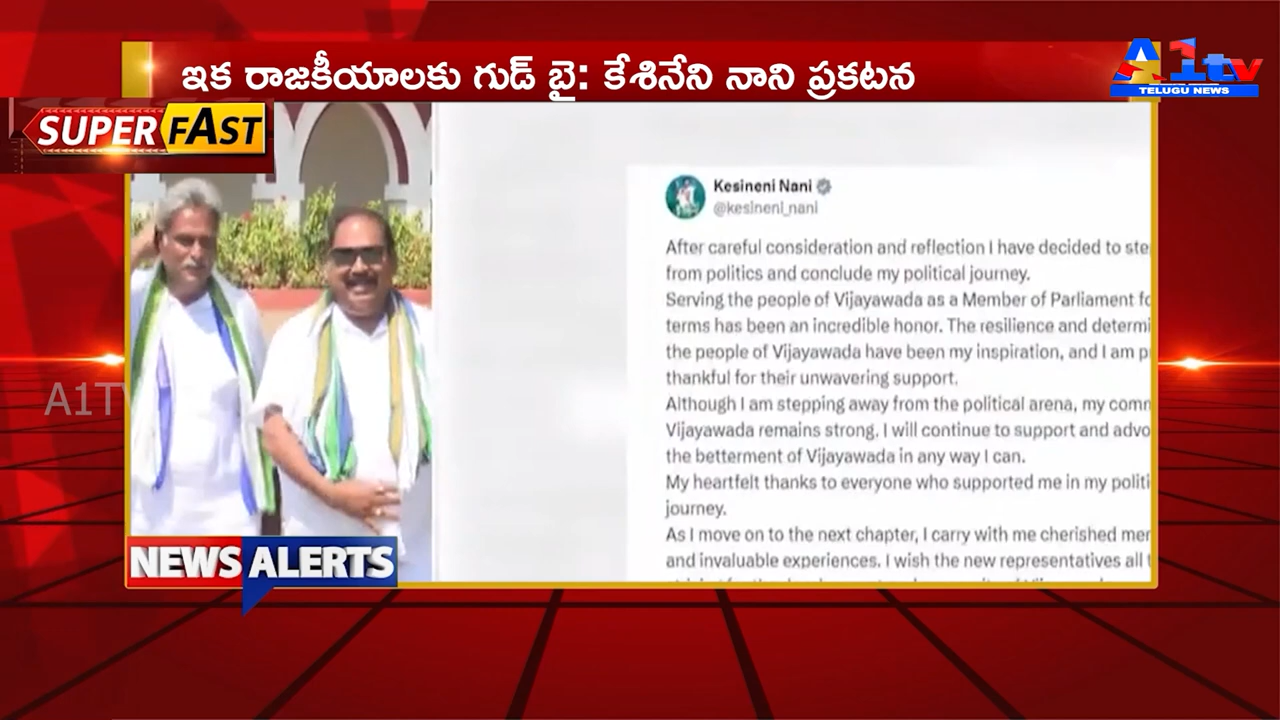 ఇక రాజకీయాలకు గుడ్ బై: కేశినేని నాని ప్రకటన
A1tv
TELUGU NEWS
SUPER FAST
Kesineni Nani
@kesineni_nani
After careful consideration and reflection I have decided to ste
from politics and conclude my political journey.
Serving the people of Vijayawada as a Member of Parliament fo
terms has been an incredible honor. The resilience and determi
the people of Vijayawada have been my inspiration, and I am p
thankful for their unwavering support.
Although I am stepping away from the political arena, my comm
Vijayawada remains strong. I will continue to support and advo
the betterment of Vijayawada in any way I can.
My heartfelt thanks to everyone who supported me in my politi
journey.
As I move on to the next chapter, I carry with me cherished mer
and invaluable experiences. I wish the new representatives all t
A1TV
NEWS ALERTS